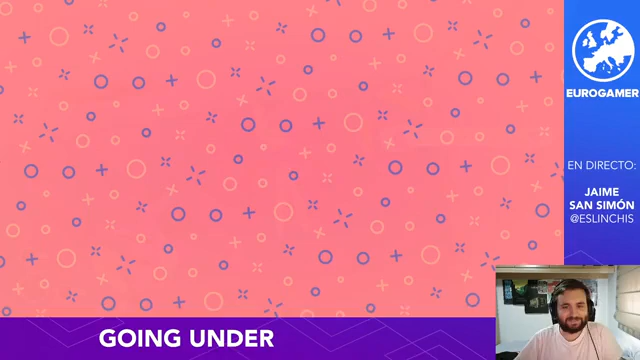 EUROGAMER
EN DIRECTO:
JAIME
SAN SIMÓN
@ESLINCHIS
GOING UNDER